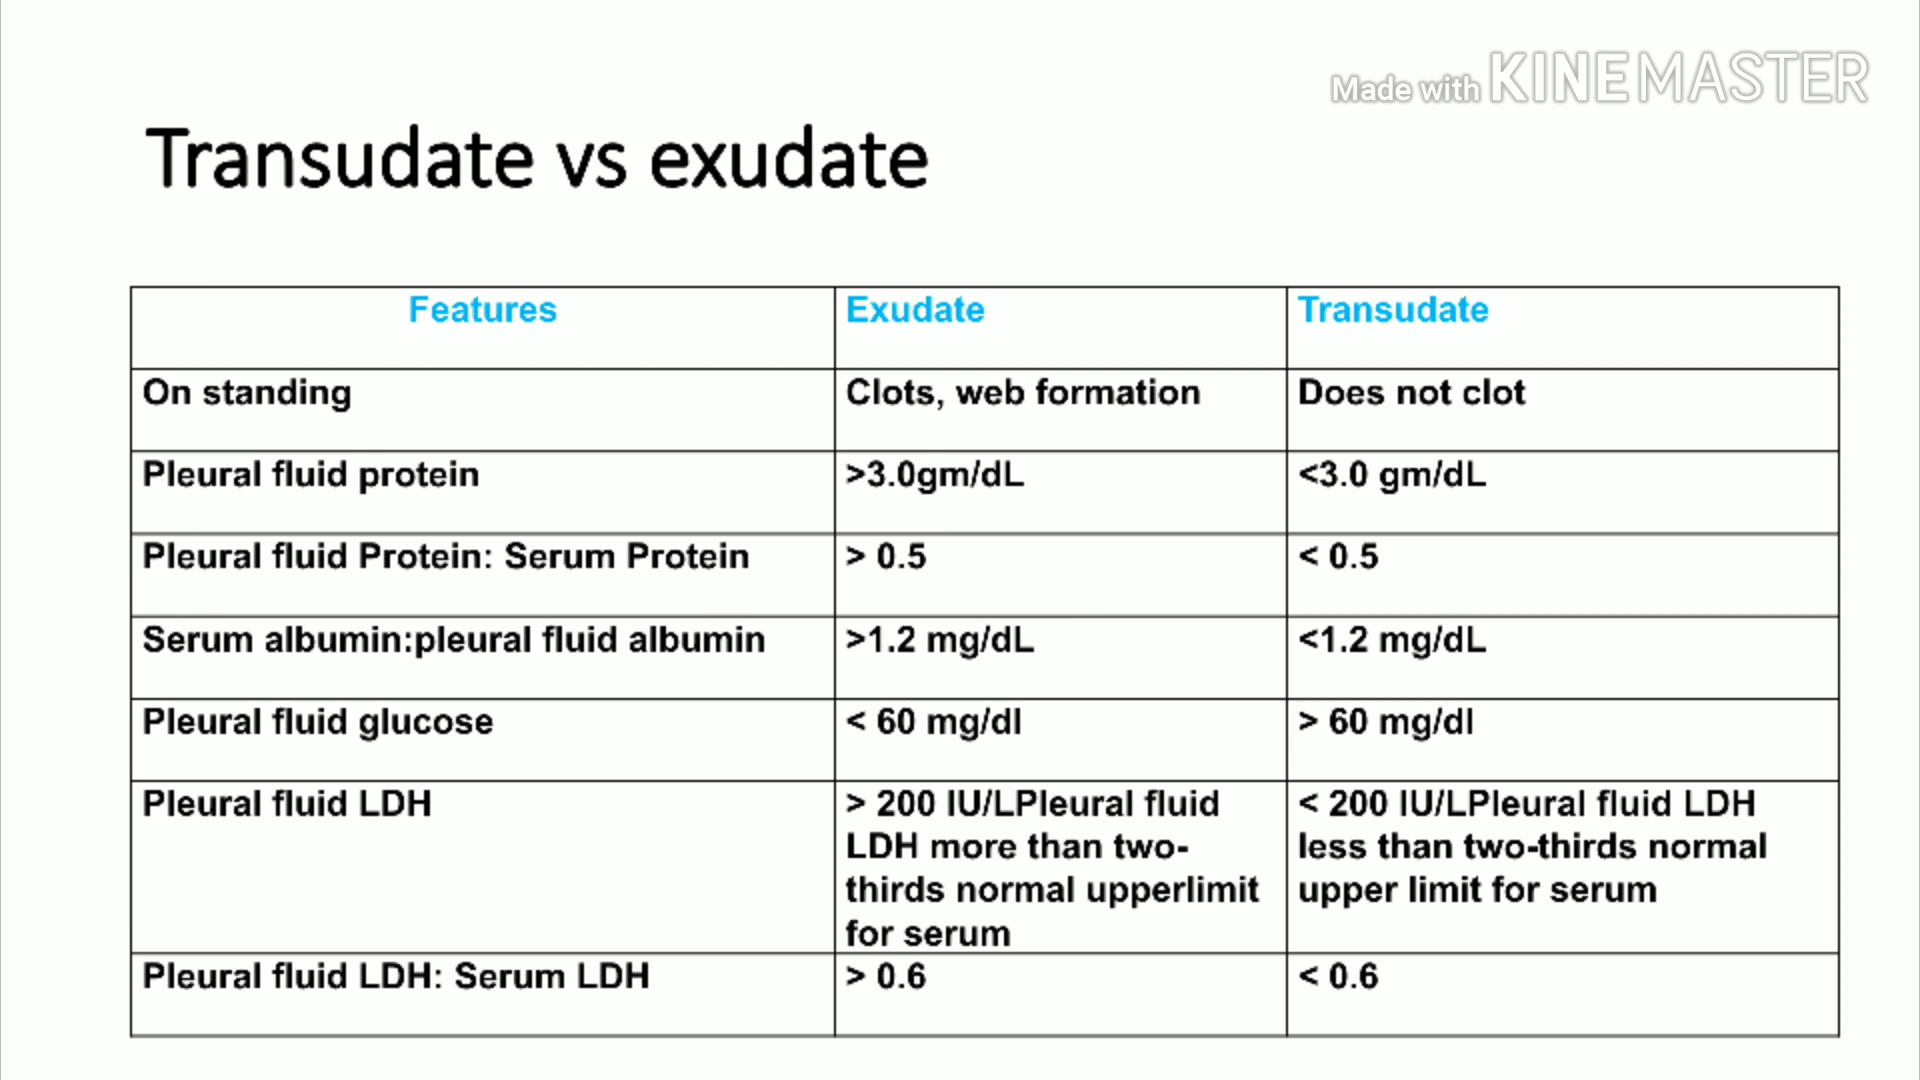 Made with KINEMASTER
Transudate vs exudate
Features Exudate Transudate
On standing Clots, web formation Does not clot
Pleural fluid protein >3.0gm/dL <3.0 gm/dL
Pleural fluid Protein: Serum Protein > 0.5 < 0.5
Serum albumin:pleural fluid albumin >1.2 mg/dL <1.2 mg/dL
Pleural fluid glucose < 60 mg/dl > 60 mg/dl
Pleural fluid LDH > 200 IU/LPleural fluid < 200 IU/LPleural fluid LDH
LDH more than two- less than two-thirds normal
thirds normal upperlimit upper limit for serum
for serum
Pleural fluid LDH: Serum LDH > 0.6 < 0.6